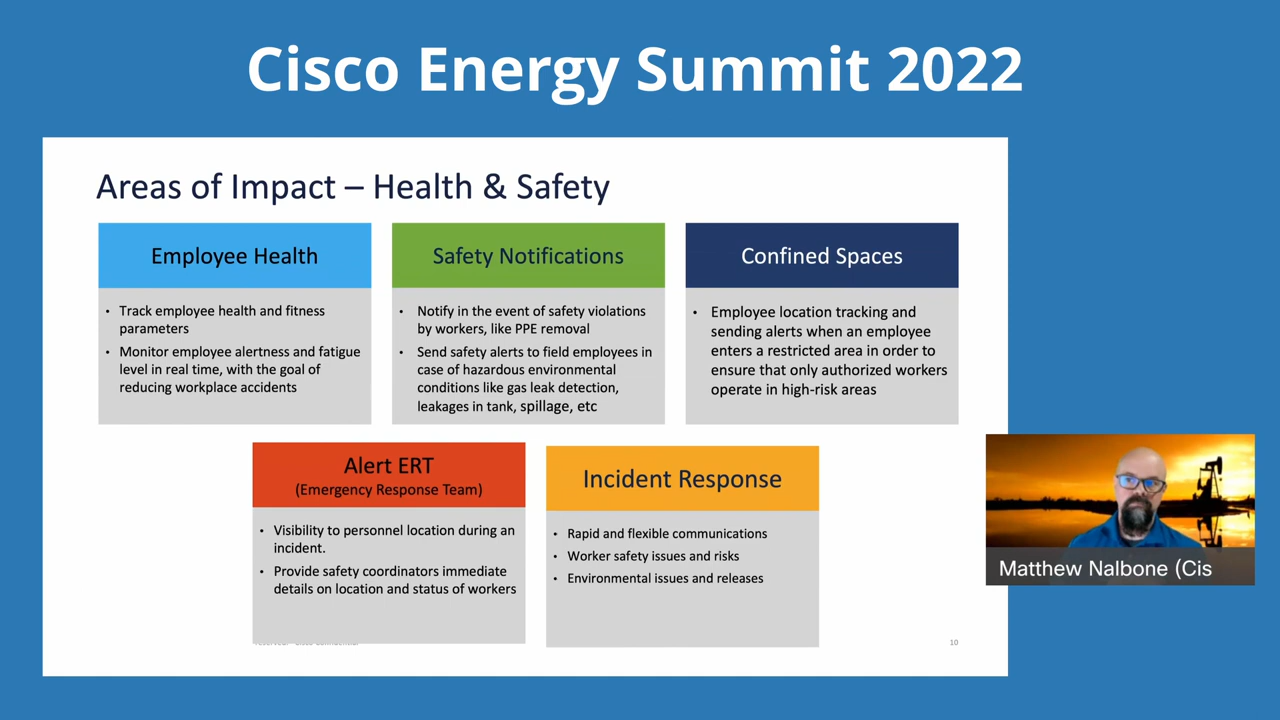 Cisco Energy Summit 2022
Areas of Impact – Health & Safety
Employee Health
• Track employee health and fitness
parameters
• Monitor employee alertness and fatigue
level in real time, with the goal of
reducing workplace accidents
Safety Notifications
• Notify in the event of safety violations
by workers, like PPE removal
• Send safety alerts to field employees in
case of hazardous environmental
conditions like gas leak detection,
leakages in tank, spillage, etc
Confined Spaces
• Employee location tracking and
sending alerts when an employee
enters a restricted area in order to
ensure that only authorized workers
operate in high-risk areas
Alert ERT
(Emergency Response Team)
• Visibility to personnel location during an
incident.
• Provide safety coordinators immediate
details on location and status of workers
Incident Response
• Rapid and flexible communications
• Worker safety issues and risks
• Environmental issues and releases
10
Matthew Nalbone (Cis